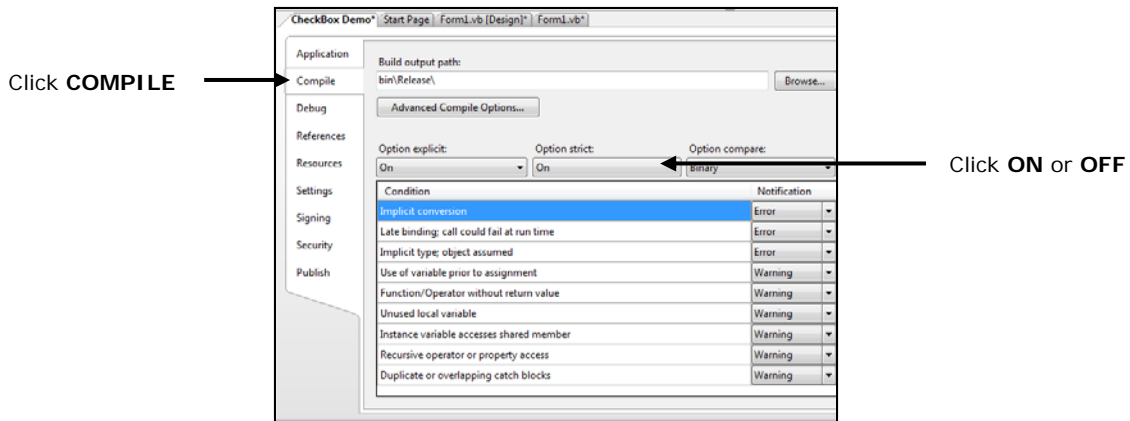 CheckBox Demo* Start Page Form1.vb [Design]* Form1.vb*
Application
Click COMPILE
Compile
Debug
References
Resources
Settings
Signing
Security
Publish
Build output path:
bin\Release\ Browse...
Advanced Compile Options...
Option explicit: Option strict: Option compare:
On On Binary
Click ON or OFF
Condition Notification
Implicit conversion Error
Late binding; call could fail at run time Error
Implicit type; object assumed Error
Use of variable prior to assignment Warning
Function/Operator without return value Warning
Unused local variable Warning
Instance variable accesses shared member Warning
Recursive operator or property access Warning
Duplicate or overlapping catch blocks Warning